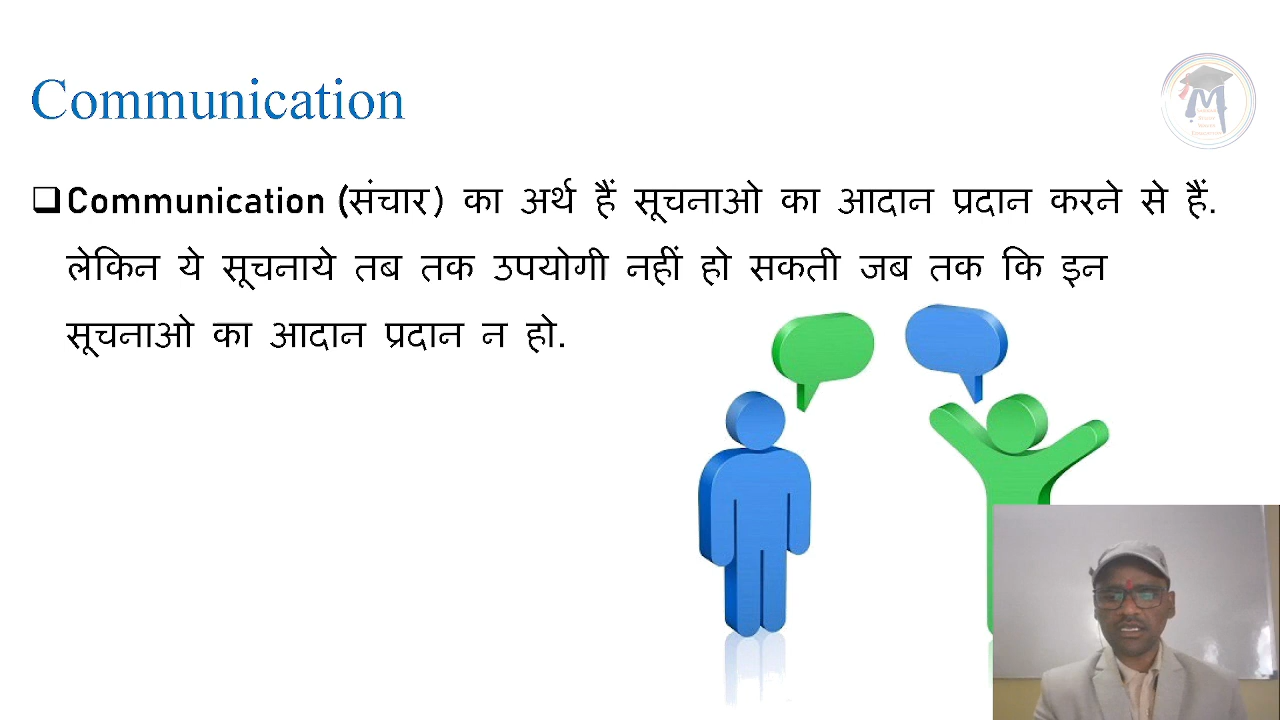 Communication
Communication (संचार) का अर्थ हैं सूचनाओ का आदान प्रदान करने से हैं.
लेकिन ये सूचनाये तब तक उपयोगी नहीं हो सकती जब तक कि इन
सूचनाओ का आदान प्रदान न हो.